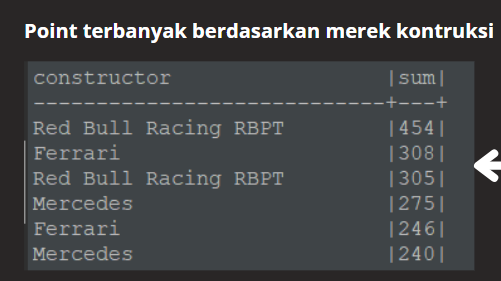 Point terbanyak berdasarkan merek kontruksi
constructor |sum|
----------------------------+---+
Red Bull Racing RBPT |454|
Ferrari |308|
Red Bull Racing RBPT |305|
Mercedes |275|
Ferrari |246|
Mercedes |240|